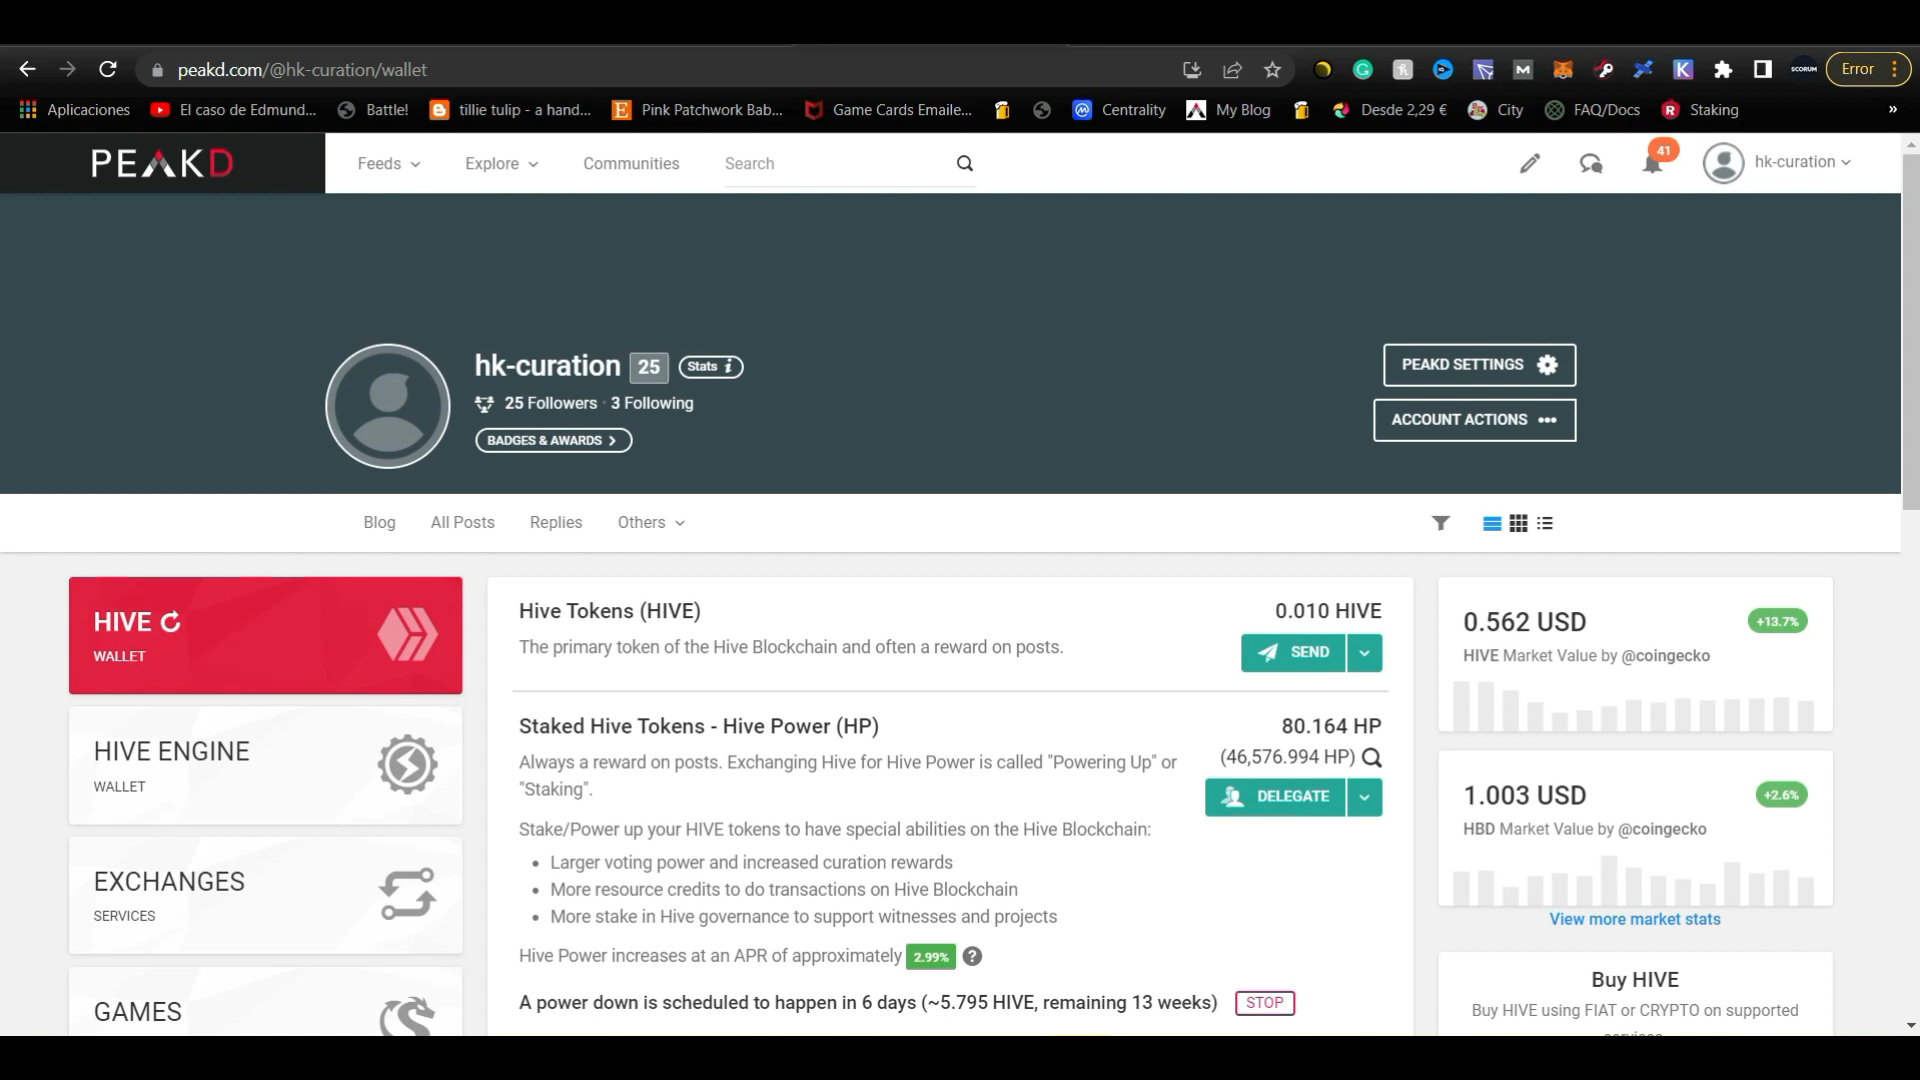 peakd.com/@hk-curation/wallet
SCORUM
Error
Aplicaciones
El caso de Edmund...
Battle!
tillie tulip - a hand...
Pink Patchwork Bab...
Game Cards Emaile...
Centrality
My Blog
Desde 2,29 €
City
FAQ/Docs
Staking
»
PEAKD
Feeds
Explore
Communities
Search
41
hk-curation
hk-curation 25 Stats i
25 Followers · 3 Following
BADGES & AWARDS
PEAKD SETTINGS
ACCOUNT ACTIONS
Blog
All Posts
Replies
Others
HIVE
WALLET
HIVE ENGINE
WALLET
EXCHANGES
SERVICES
GAMES
Hive Tokens (HIVE)
0.010 HIVE
The primary token of the Hive Blockchain and often a reward on posts.
SEND
Staked Hive Tokens - Hive Power (HP)
80.164 HP
(46,576.994 HP)
Always a reward on posts. Exchanging Hive for Hive Power is called "Powering Up" or
"Staking".
DELEGATE
Stake/Power up your HIVE tokens to have special abilities on the Hive Blockchain:
• Larger voting power and increased curation rewards
• More resource credits to do transactions on Hive Blockchain
• More stake in Hive governance to support witnesses and projects
Hive Power increases at an APR of approximately 2.99% ?
A power down is scheduled to happen in 6 days (~5.795 HIVE, remaining 13 weeks) STOP
0.562 USD
+13.7%
HIVE Market Value by @coingecko
1.003 USD
+2.6%
HBD Market Value by @coingecko
View more market stats
Buy HIVE
Buy HIVE using FIAT or CRYPTO on supported